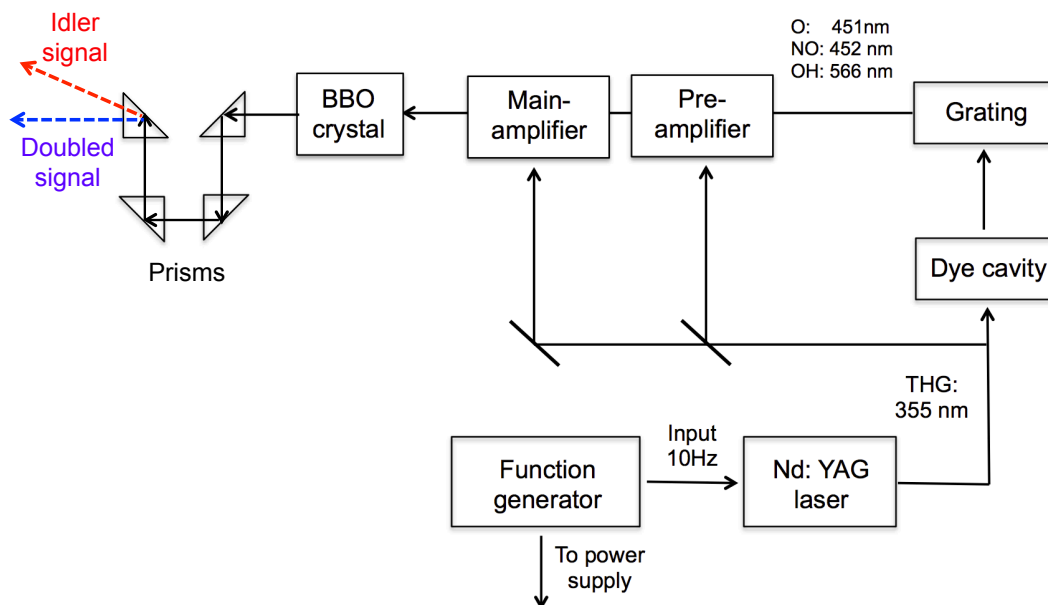 Idler
signal
Doubled
signal
Prisms
BBO
crystal
Main-
amplifier
Pre-
amplifier
O: 451nm
NO: 452 nm
OH: 566 nm
Grating
Dye cavity
THG:
355 nm
Function
generator
Input
10Hz
Nd: YAG
laser
To power
supply